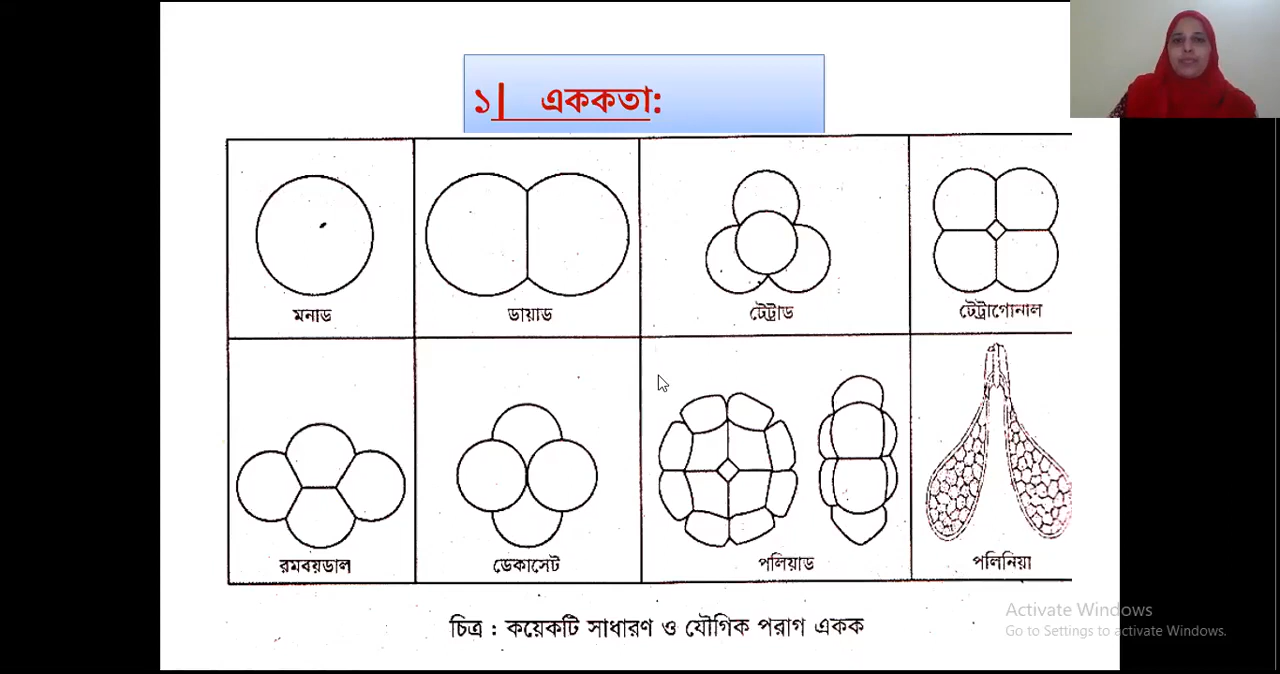 ১| এককতা:
মনাড
ডায়াড
টেট্রাড
টেট্রাগোনাল
রমবয়ডাল
ডেকাসেট
পলিয়াড
পলিনিয়া
চিত্র : কয়েকটি সাধারণ ও যৌগিক পরাগ একক
Activate Windows
Go to Settings to activate Windows.